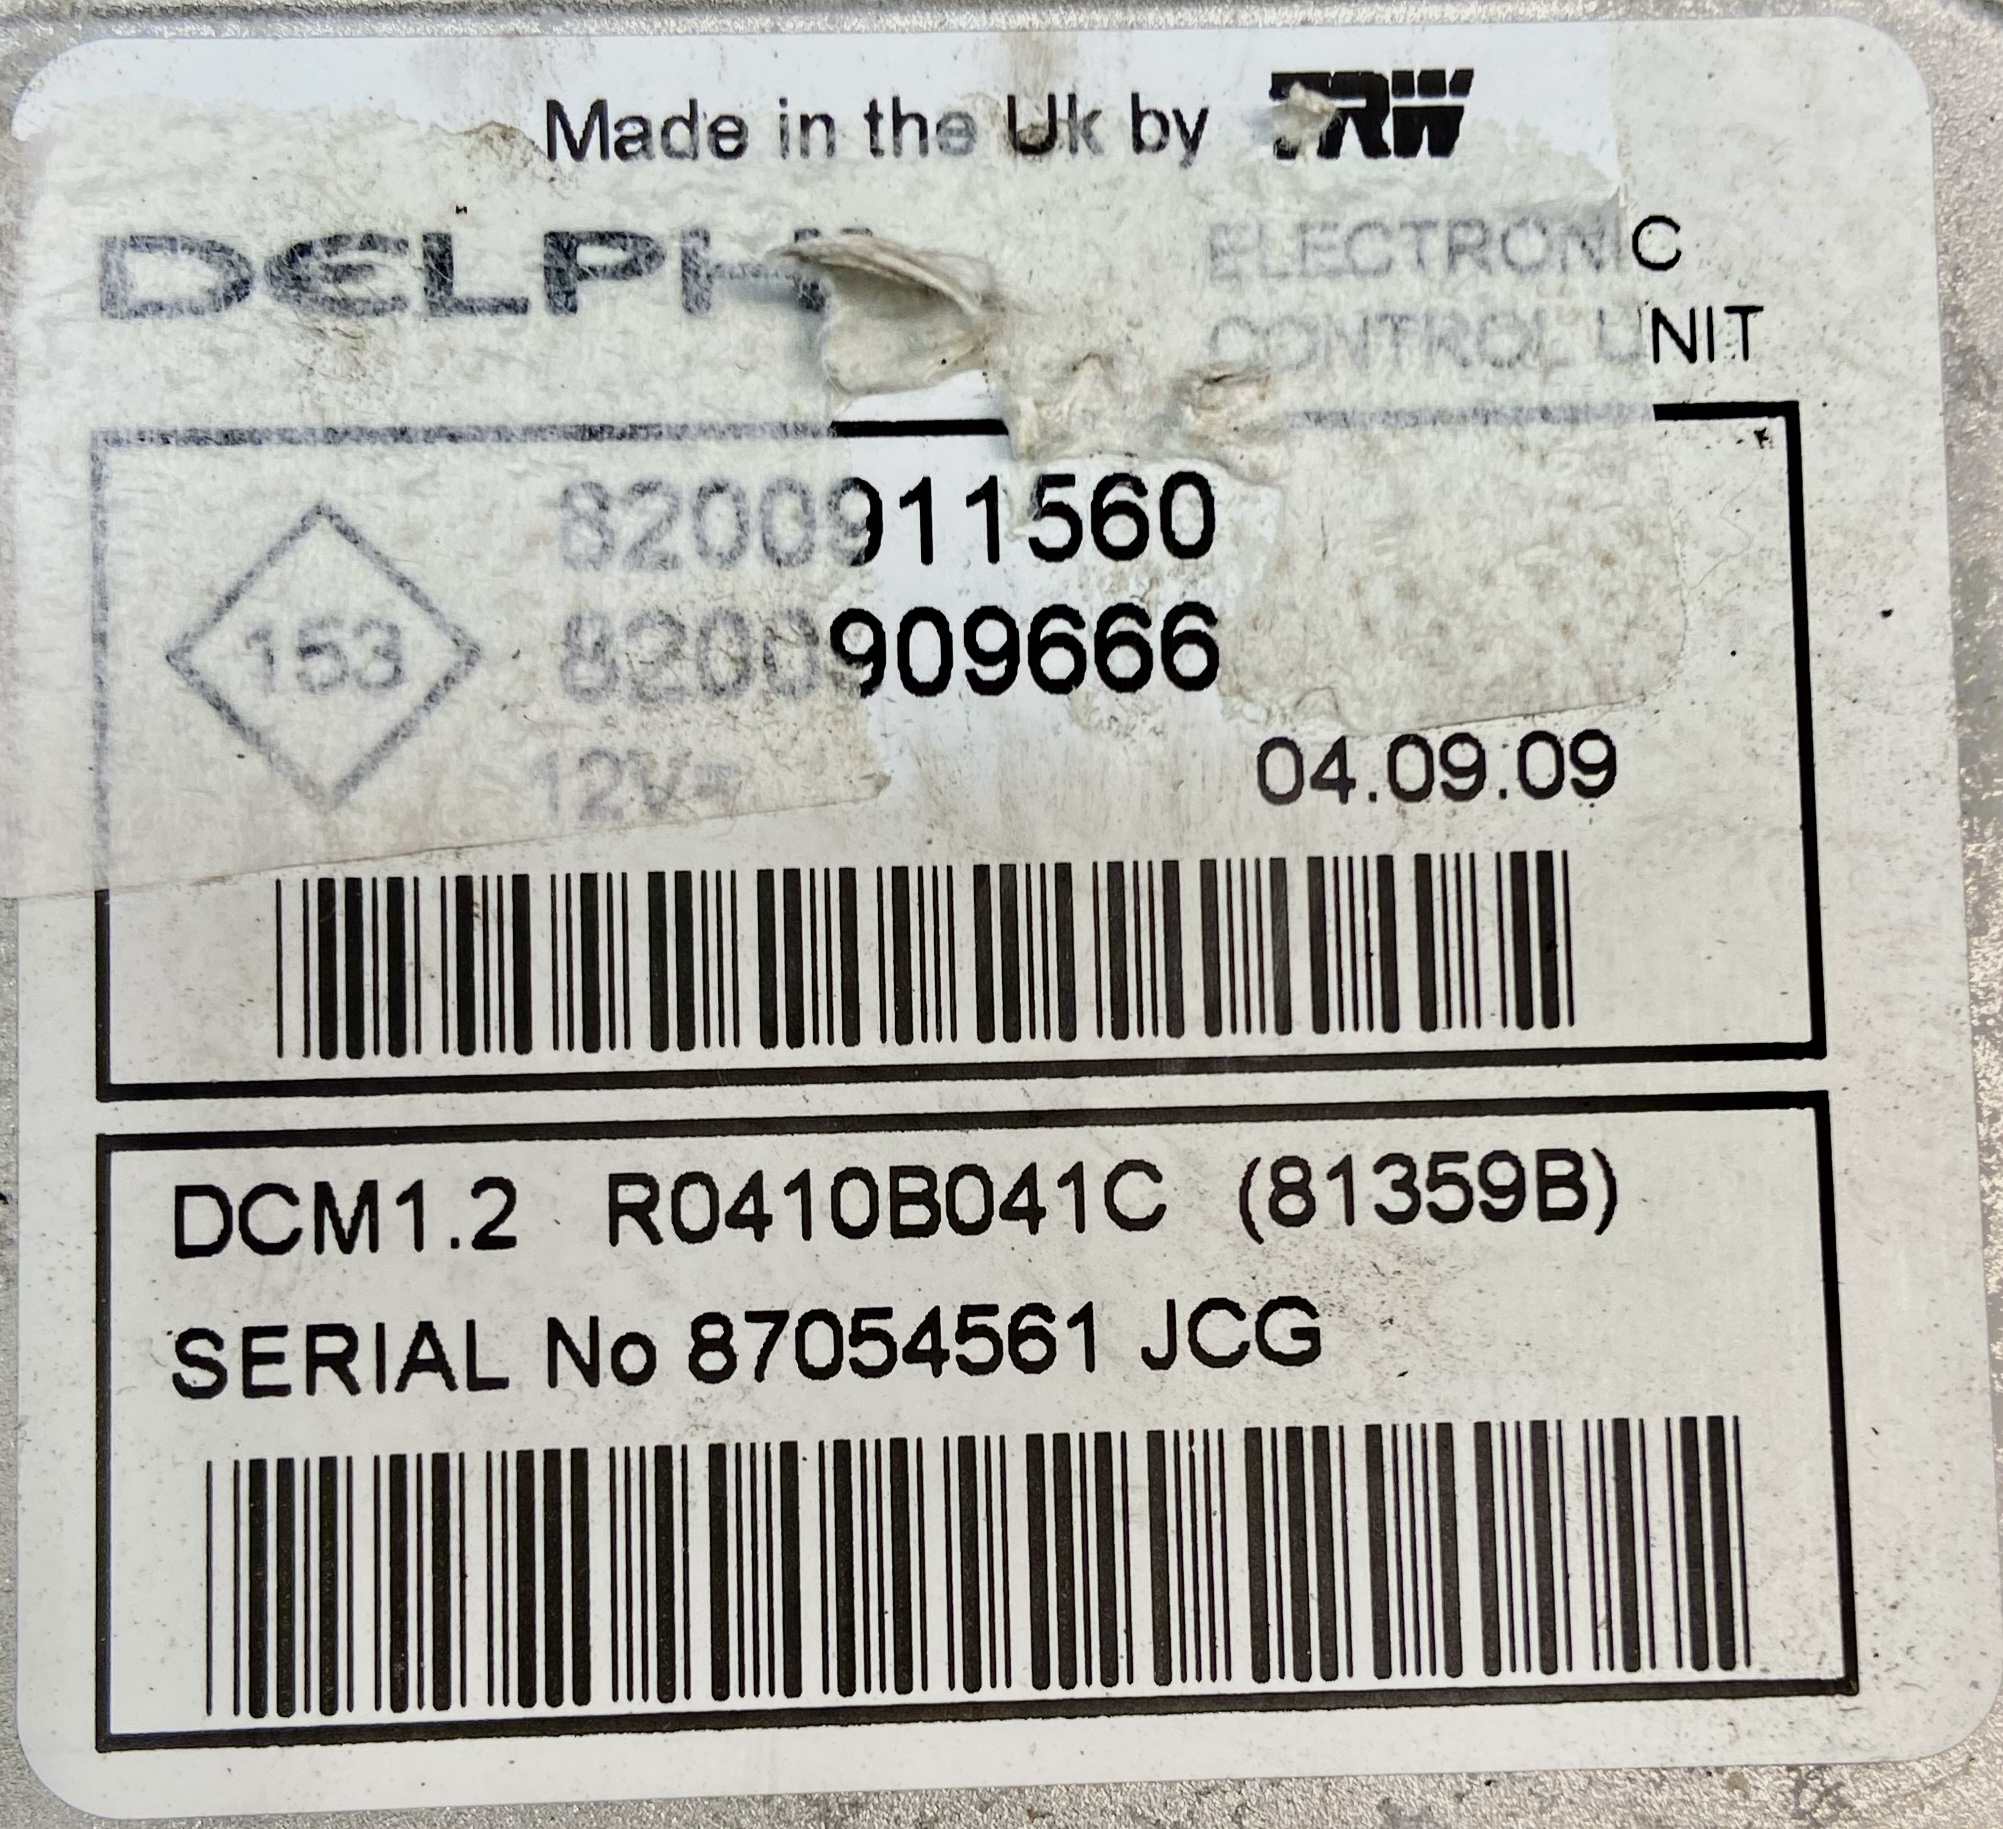 Made in the Uk by TRW
DELPHI
ELECTRONIC
CONTROL UNIT
8200911560
153
8200909666
12V=
04.09.09
DCM1.2 R0410B041C (81359B)
SERIAL No 87054561 JCG